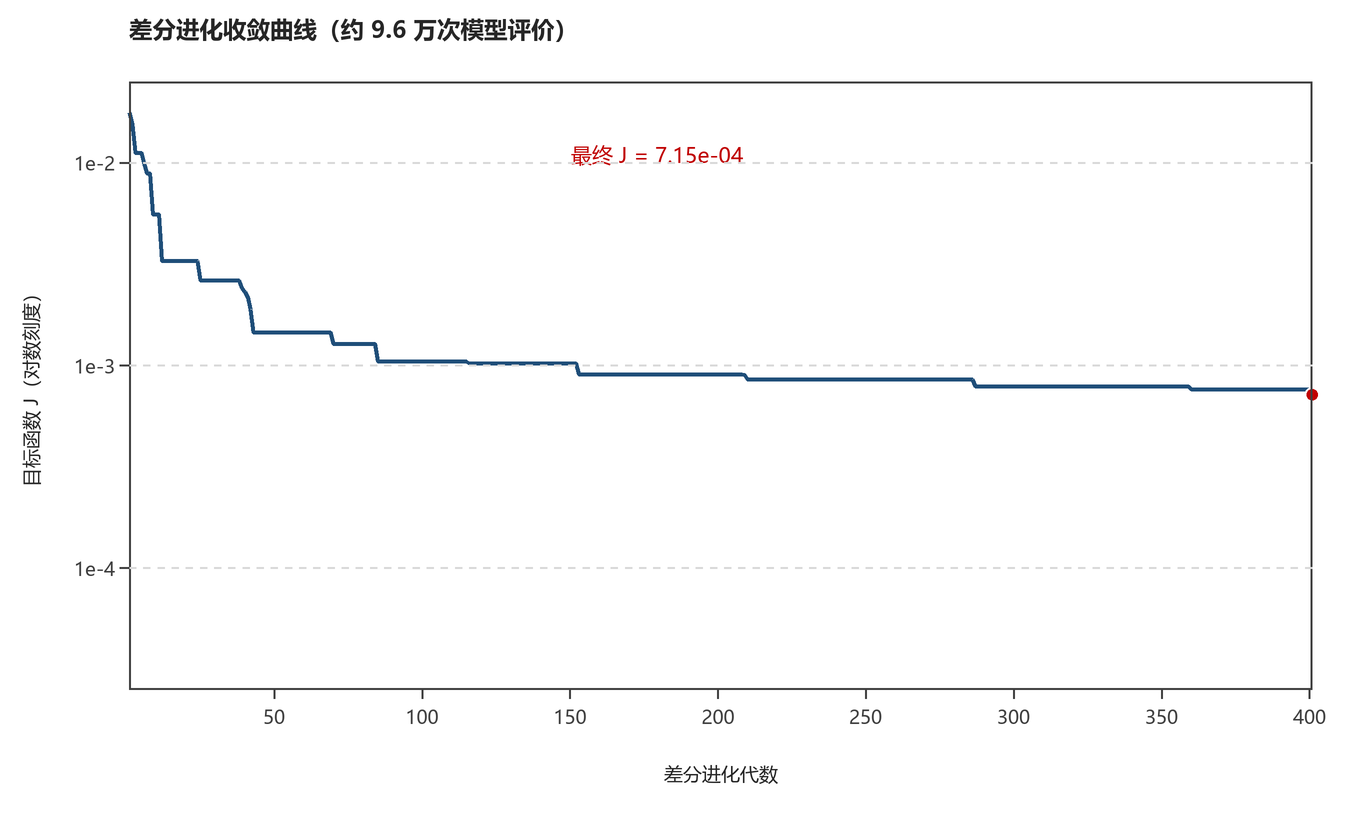 差分进化收敛曲线（约 9.6 万次模型评价）
最终 J = 7.15e-04
1e-2
1e-3
1e-4
目标函数 J（对数刻度）
50 100 150 200 250 300 350 400
差分进化代数